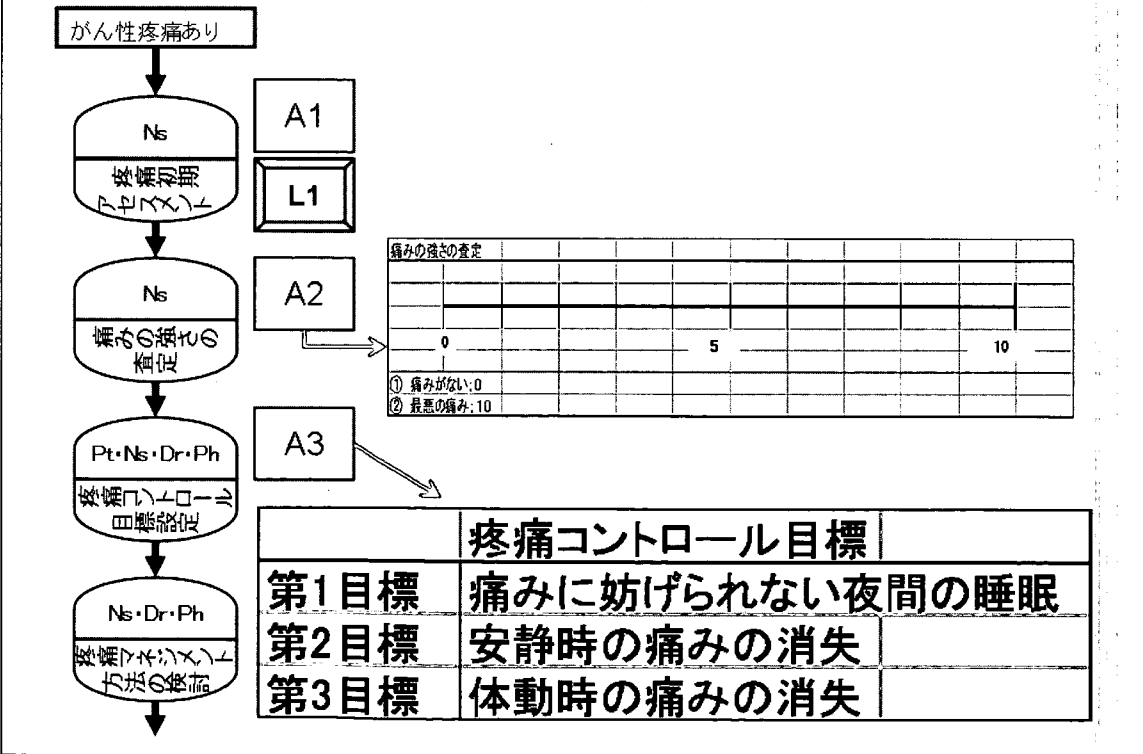 がん性疼痛あり
Ns
A1
疼痛初期
アセスメント
L1
Ns
A2
痛みの強さの
査定
痛みの強さの査定
0 5 10
① 痛みがない;0
② 最悪の痛み;10
Pt・Ns・Dr・Ph
A3
疼痛コントロール
目標設定
疼痛コントロール目標
第1目標 痛みに妨げられない夜間の睡眠
第2目標 安静時の痛みの消失
第3目標 体動時の痛みの消失
Ns・Dr・Ph
疼痛マネジメント
方法の検討